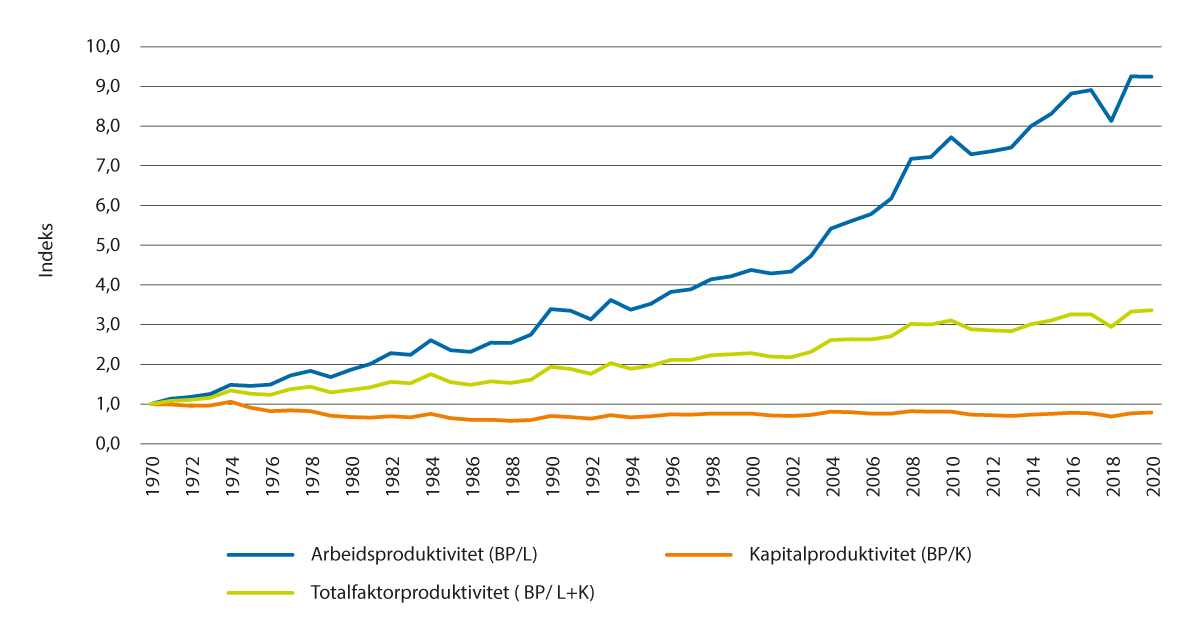 10,0
9,0
8,0
7,0
6,0
5,0
4,0
3,0
2,0
1,0
0,0
Indeks
1970 1972 1974 1976 1978 1980 1982 1984 1986 1988 1990 1992 1994 1996 1998 2000 2002 2004 2006 2008 2010 2012 2014 2016 2018 2020
Arbeidsproduktivitet (BP/L) Kapitalproduktivitet (BP/K)
Totalfaktorproduktivitet ( BP/ L+K)